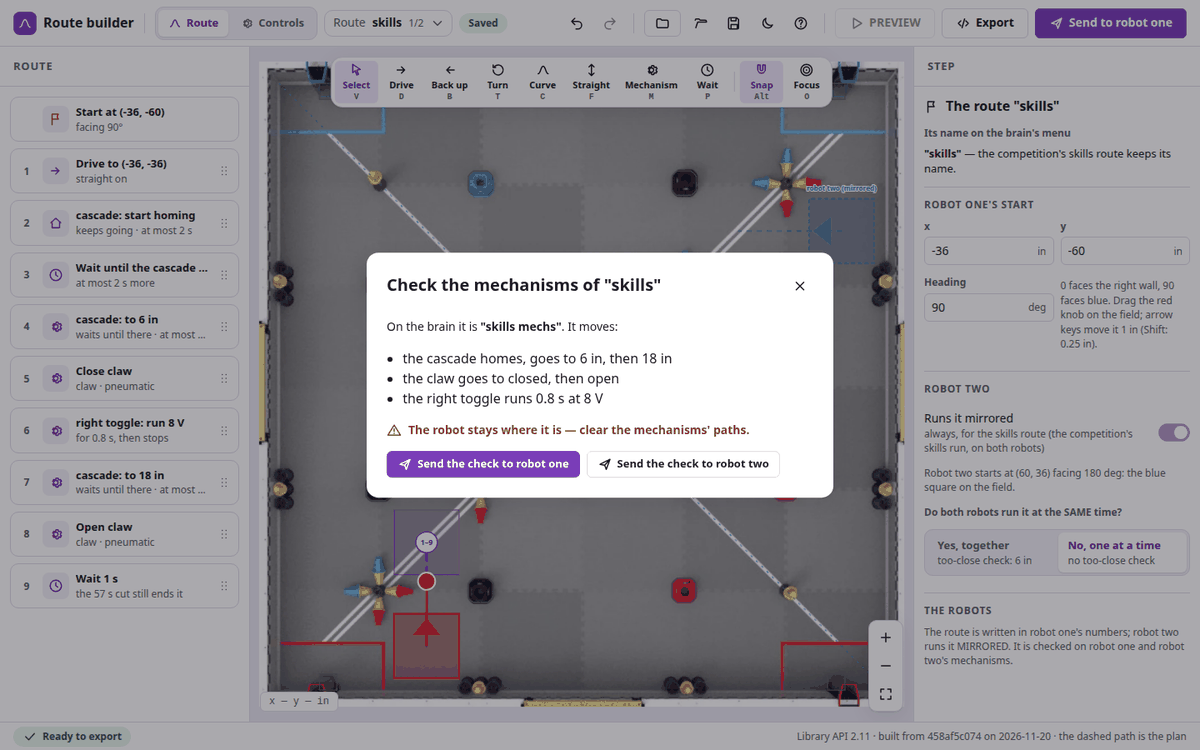 Route builder
Route
Controls
Route skills 1/2
Saved
PREVIEW
Export
Send to robot one
ROUTE
Start at (-36, -60)
facing 90°
1
Drive to (-36, -36)
straight on
2
cascade: start homing
keeps going · at most 2 s
3
Wait until the cascade ...
at most 2 s more
4
cascade: to 6 in
waits until there · at most ...
5
Close claw
claw · pneumatic
6
right toggle: run 8 V
for 0.8 s, then stops
7
cascade: to 18 in
waits until there · at most ...
8
Open claw
claw · pneumatic
9
Wait 1 s
the 57 s cut still ends it
Select
V
Drive
D
Back up
B
Turn
T
Curve
C
Straight
F
Mechanism
M
Wait
P
Snap
Alt
Focus
O
robot two (mirrored)
Check the mechanisms of "skills"
On the brain it is "skills mechs". It moves:
• the cascade homes, goes to 6 in, then 18 in
• the claw goes to closed, then open
• the right toggle runs 0.8 s at 8 V
The robot stays where it is — clear the mechanisms' paths.
Send the check to robot one
Send the check to robot two
1–9
x — y — in
STEP
The route "skills"
Its name on the brain's menu
"skills" — the competition's skills route keeps its
name.
ROBOT ONE'S START
x
y
-36 in
-60 in
Heading
90 deg
0 faces the right wall, 90
faces blue. Drag the red
knob on the field; arrow
keys move it 1 in (Shift:
0.25 in).
ROBOT TWO
Runs it mirrored
always, for the skills route (the competition's
skills run, on both robots)
Robot two starts at (60, 36) facing 180 deg: the blue
square on the field.
Do both robots run it at the SAME time?
Yes, together
too-close check: 6 in
No, one at a time
no too-close check
THE ROBOTS
The route is written in robot one's numbers; robot two
runs it MIRRORED. It is checked on robot one and robot
two's mechanisms.
Ready to export
Library API 2.11 · built from 458af5c074 on 2026-11-20 · the dashed path is the plan